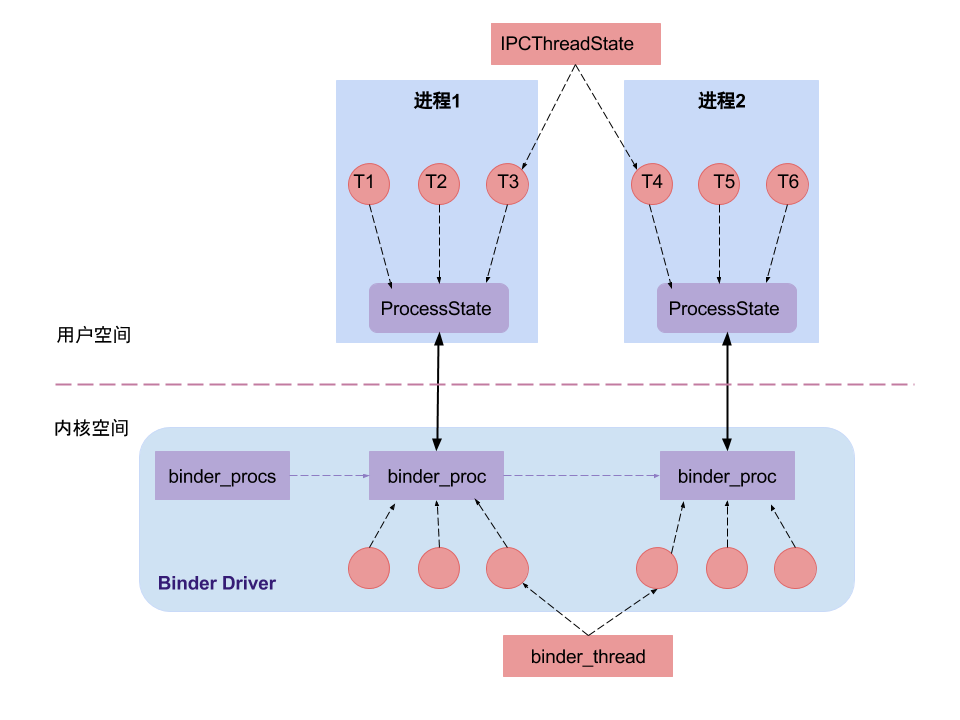 IPCThreadState
进程1
进程2
T1
T2
T3
T4
T5
T6
ProcessState
ProcessState
用户空间
内核空间
binder_procs
binder_proc
binder_proc
Binder Driver
binder_thread